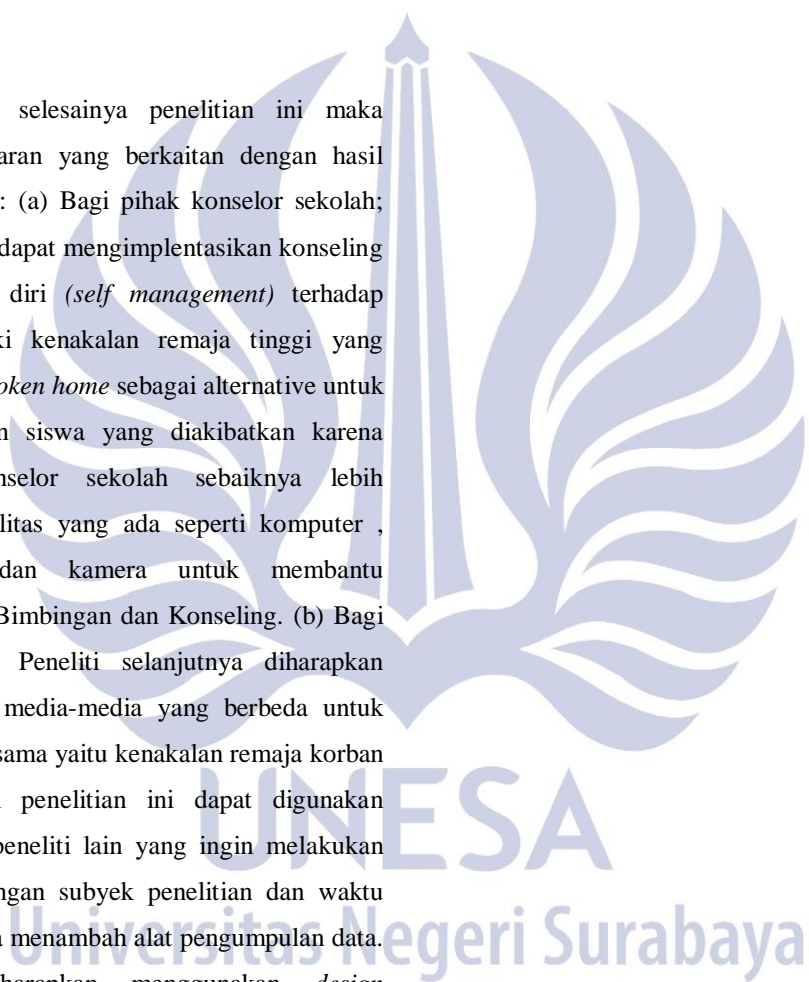 selesainya penelitian ini maka
aran yang berkaitan dengan hasil
: (a) Bagi pihak konselor sekolah;
dapat mengimplentasikan konseling
diri (self management) terhadap
ki kenakalan remaja tinggi yang
oken home sebagai alternative untuk
n siswa yang diakibatkan karena
nselor sekolah sebaiknya lebih
litas yang ada seperti komputer ,
dan kamera untuk membantu
Bimbingan dan Konseling. (b) Bagi
Peneliti selanjutnya diharapkan
media-media yang berbeda untuk
sama yaitu kenakalan remaja korban
penelitian ini dapat digunakan
peneliti lain yang ingin melakukan
ngan subyek penelitian dan waktu
a menambah alat pengumpulan data.
harapkan menggunakan design
UNESA
Universitas Negeri Surabaya